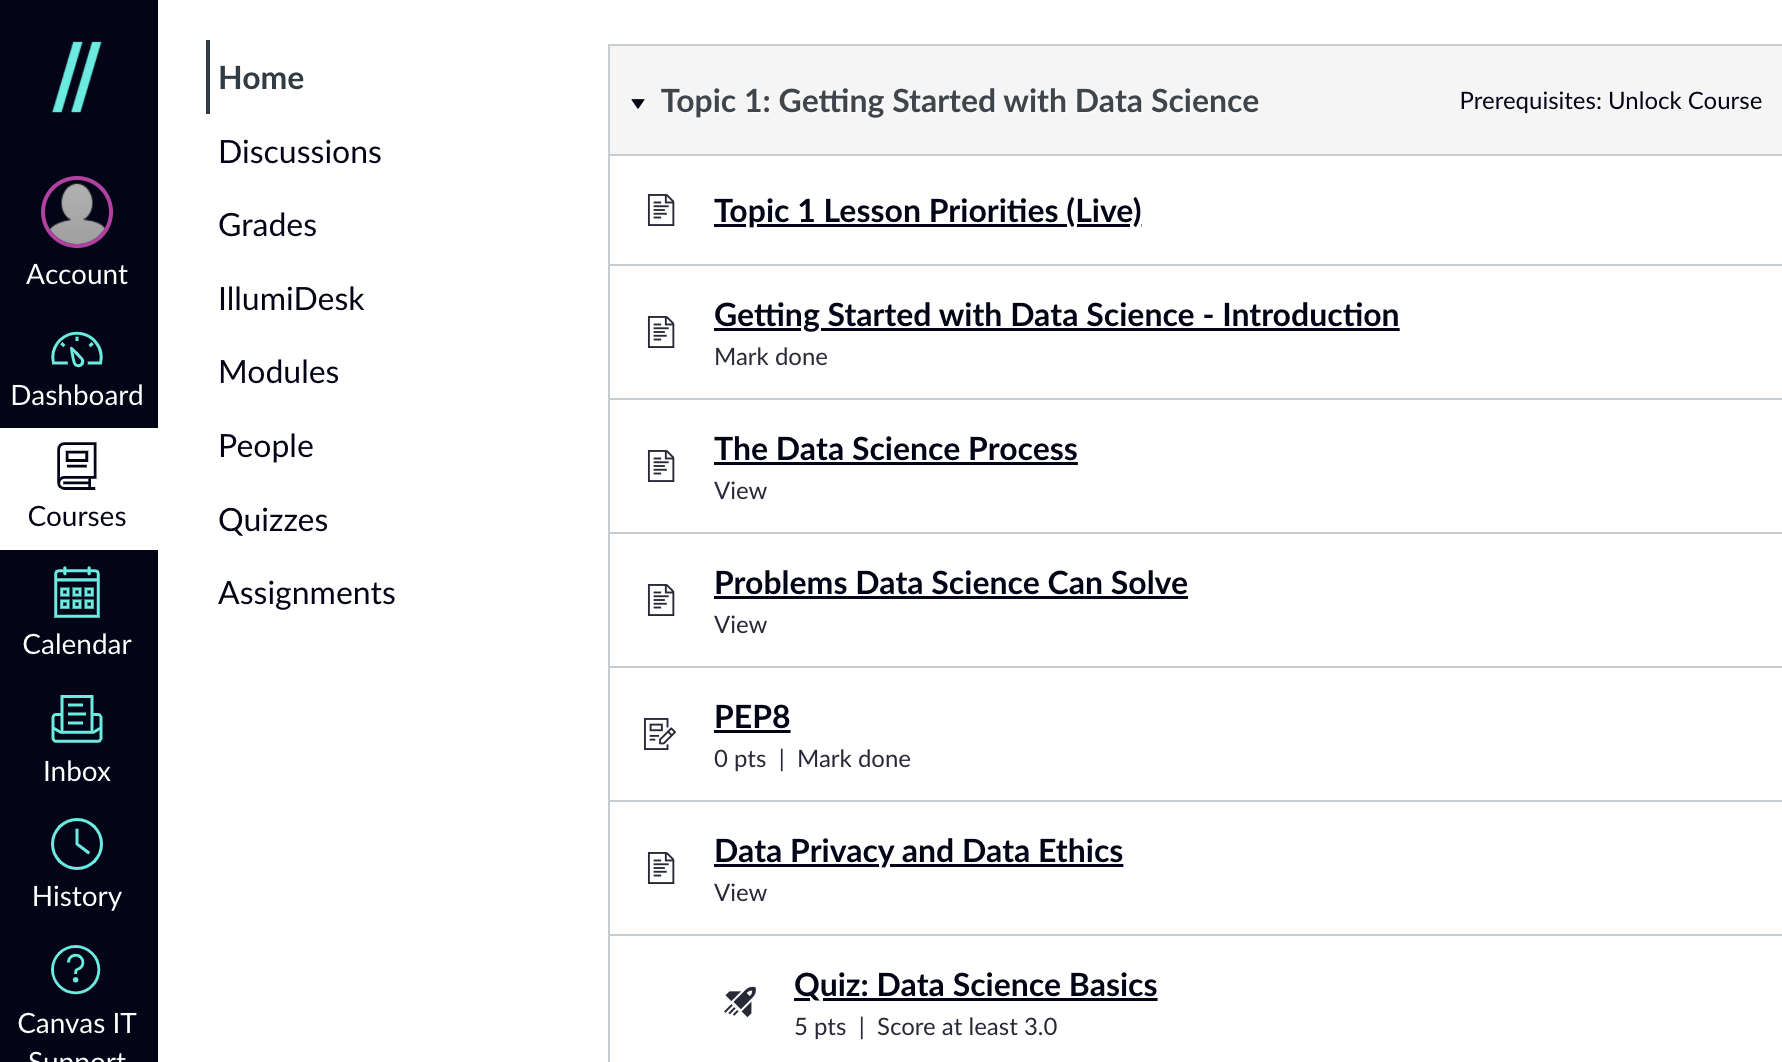 Account
Dashboard
Courses
Calendar
Inbox
History
Canvas IT
Support
Home
Discussions
Grades
IllumiDesk
Modules
People
Quizzes
Assignments
Topic 1: Getting Started with Data Science
Prerequisites: Unlock Course
Topic 1 Lesson Priorities (Live)
Getting Started with Data Science - Introduction
Mark done
The Data Science Process
View
Problems Data Science Can Solve
View
PEP8
0 pts | Mark done
Data Privacy and Data Ethics
View
Quiz: Data Science Basics
5 pts | Score at least 3.0